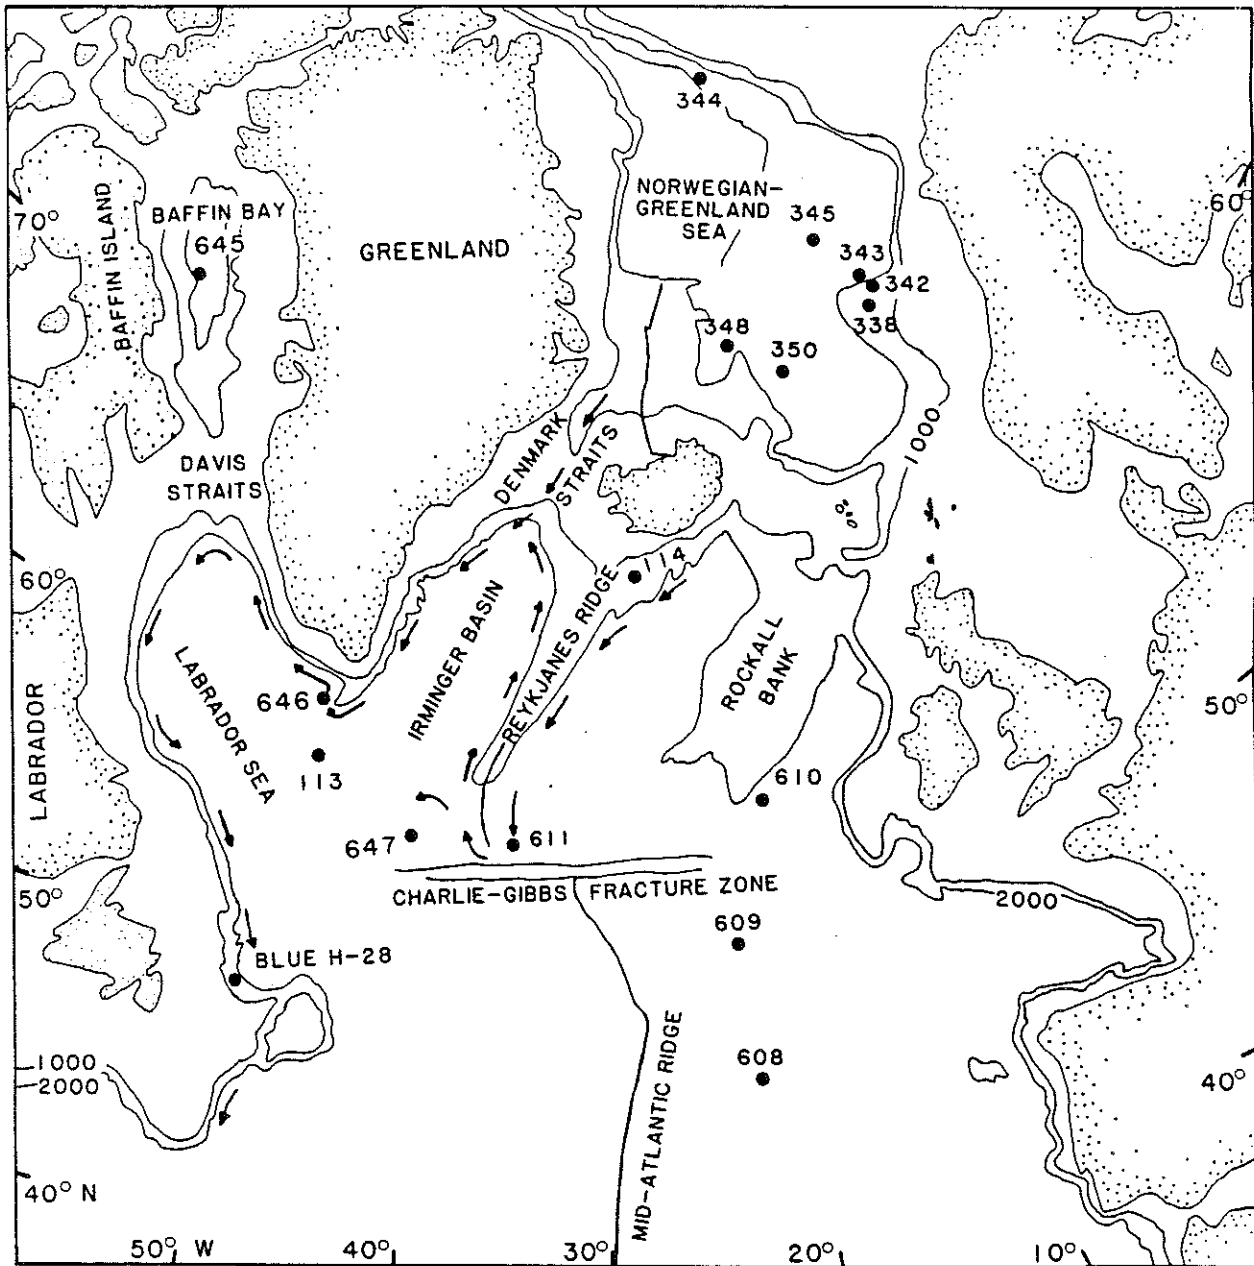 344
NORWEGIAN-
GREENLAND
SEA
345
70°
BAFFIN ISLAND
BAFFIN BAY
645
GREENLAND
60°
343
342
338
348
350
1000
DENMARK
STRAITS
DAVIS
STRAITS
60°
114
LABRADOR
LABRADOR SEA
IRMINGER BASIN
REYKJANES RIDGE
ROCKALL
BANK
50°
646
113
610
647
611
CHARLIE-GIBBS FRACTURE ZONE
50°
2000
609
BLUE H-28
MID-ATLANTIC RIDGE
608
1000
2000
40°
40° N
50° W
40°
30°
20°
10°